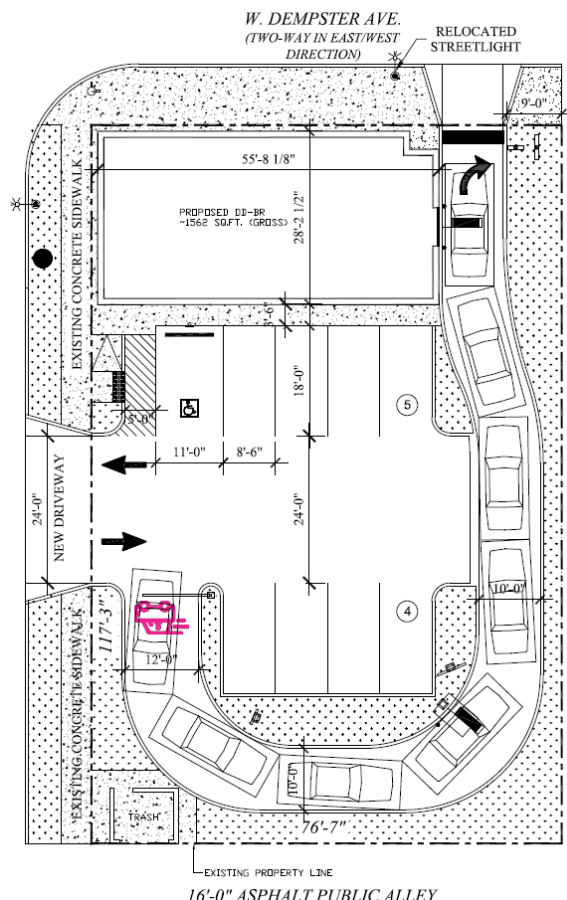 W. DEMPSTER AVE.
(TWO-WAY IN EAST/WEST
DIRECTION)
RELOCATED
STREETLIGHT
9'-0"
55'-8 1/8"
PROPOSED DD-BR
~1562 SQ.FT. (GROSS)
28'-2 1/2"
EXISTING CONCRETE SIDEWALK
3'-6"
18'-0"
5
5'-0"
11'-0"
8'-6"
24'-0"
NEW DRIVEWAY
24'-0"
4
10'-0"
117'-3"
12'-0"
EXISTING CONCRETE SIDEWALK
10'-0"
TRASH
76'-7"
EXISTING PROPERTY LINE
16'-0" ASPHALT PUBLIC ALLEY